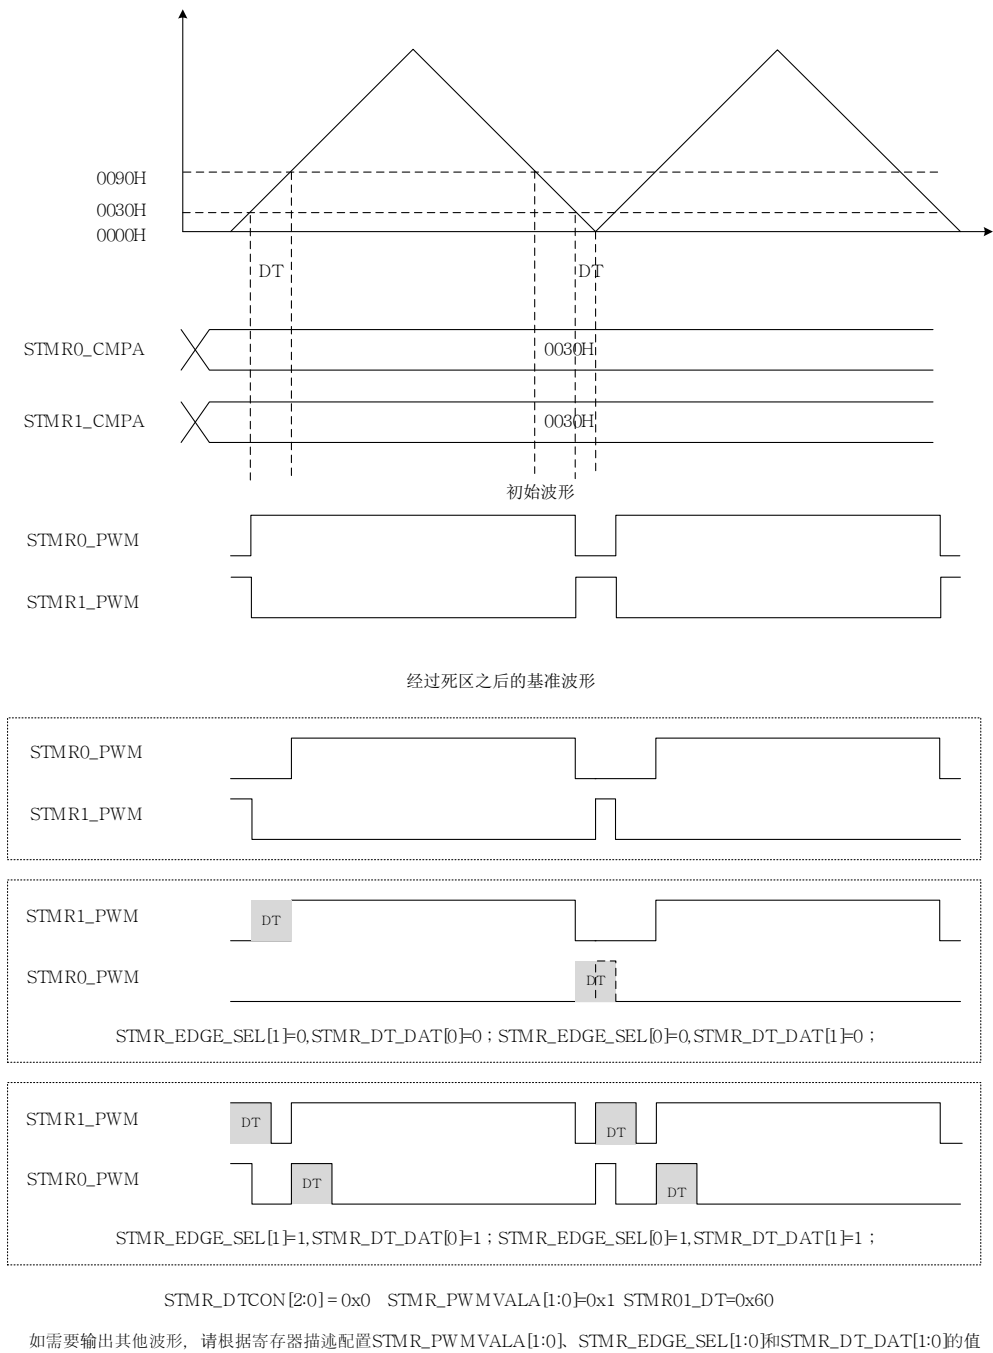 0090H
0030H
0000H
DT
DT
STMR0_CMPA
0030H
STMR1_CMPA
0030H
初始波形
STMR0_PWM
STMR1_PWM
经过死区之后的基准波形
STMR0_PWM
STMR1_PWM
STMR1_PWM
DT
STMR0_PWM
DT
STMR_EDGE_SEL[1]=0,STMR_DT_DAT[0]=0；STMR_EDGE_SEL[0]=0,STMR_DT_DAT[1]=0；
STMR1_PWM
DT
DT
STMR0_PWM
DT
DT
STMR_EDGE_SEL[1]=1,STMR_DT_DAT[0]=1；STMR_EDGE_SEL[0]=1,STMR_DT_DAT[1]=1；
STMR_DTCON[2:0] = 0x0 STMR_PWMVALA[1:0]=0x1 STMR01_DT=0x60
如需要输出其他波形，请根据寄存器描述配置STMR_PWMVALA[1:0]、STMR_EDGE_SEL[1:0]和STMR_DT_DAT[1:0]的值